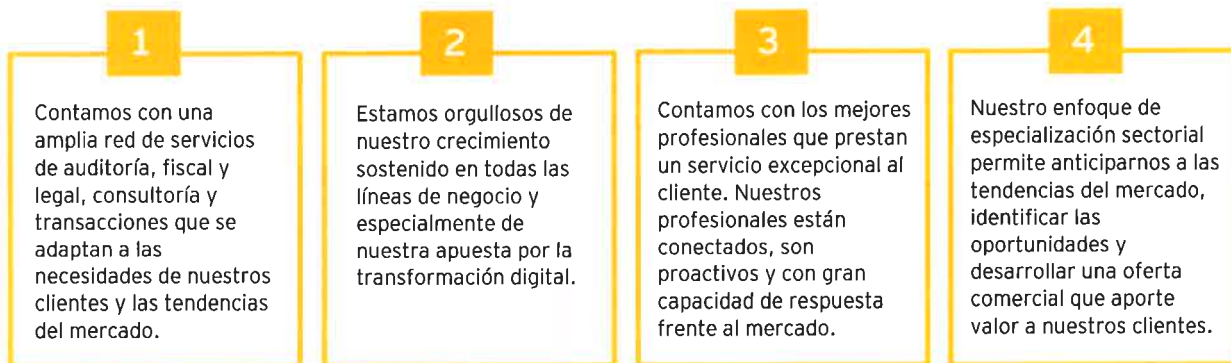 1
Contamos con una
amplia red de servicios
de auditoría, fiscal y
legal, consultoría y
transacciones que se
adaptan a las
necesidades de nuestros
clientes y las tendencias
del mercado.
2
Estamos orgullosos de
nuestro crecimiento
sostenido en todas las
líneas de negocio y
especialmente de
nuestra apuesta por la
transformación digital.
3
Contamos con los mejores
profesionales que prestan
un servicio excepcional al
cliente. Nuestros
profesionales están
conectados, son
proactivos y con gran
capacidad de respuesta
frente al mercado.
4
Nuestro enfoque de
especialización sectorial
permite anticiparnos a las
tendencias del mercado,
identificar las
oportunidades y
desarrollar una oferta
comercial que aporte
valor a nuestros clientes.